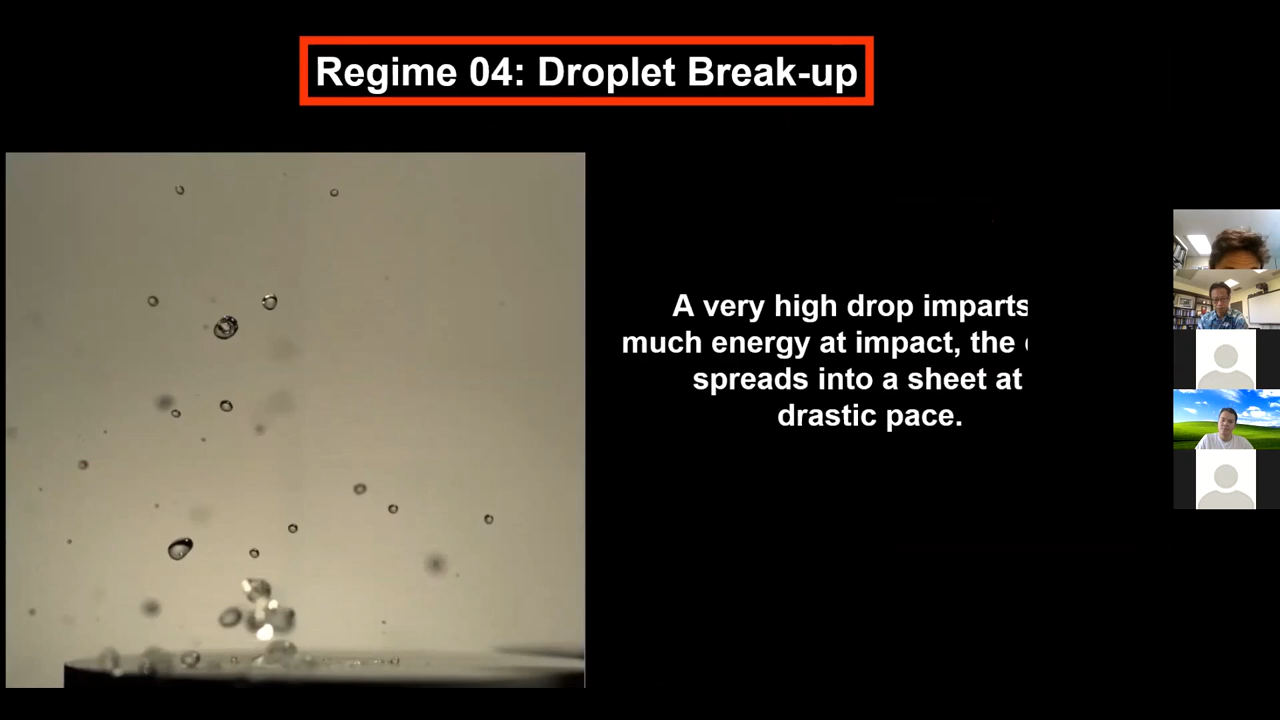 Regime 04: Droplet Break-up
A very high drop imparts
much energy at impact, the
spreads into a sheet at
drastic pace.